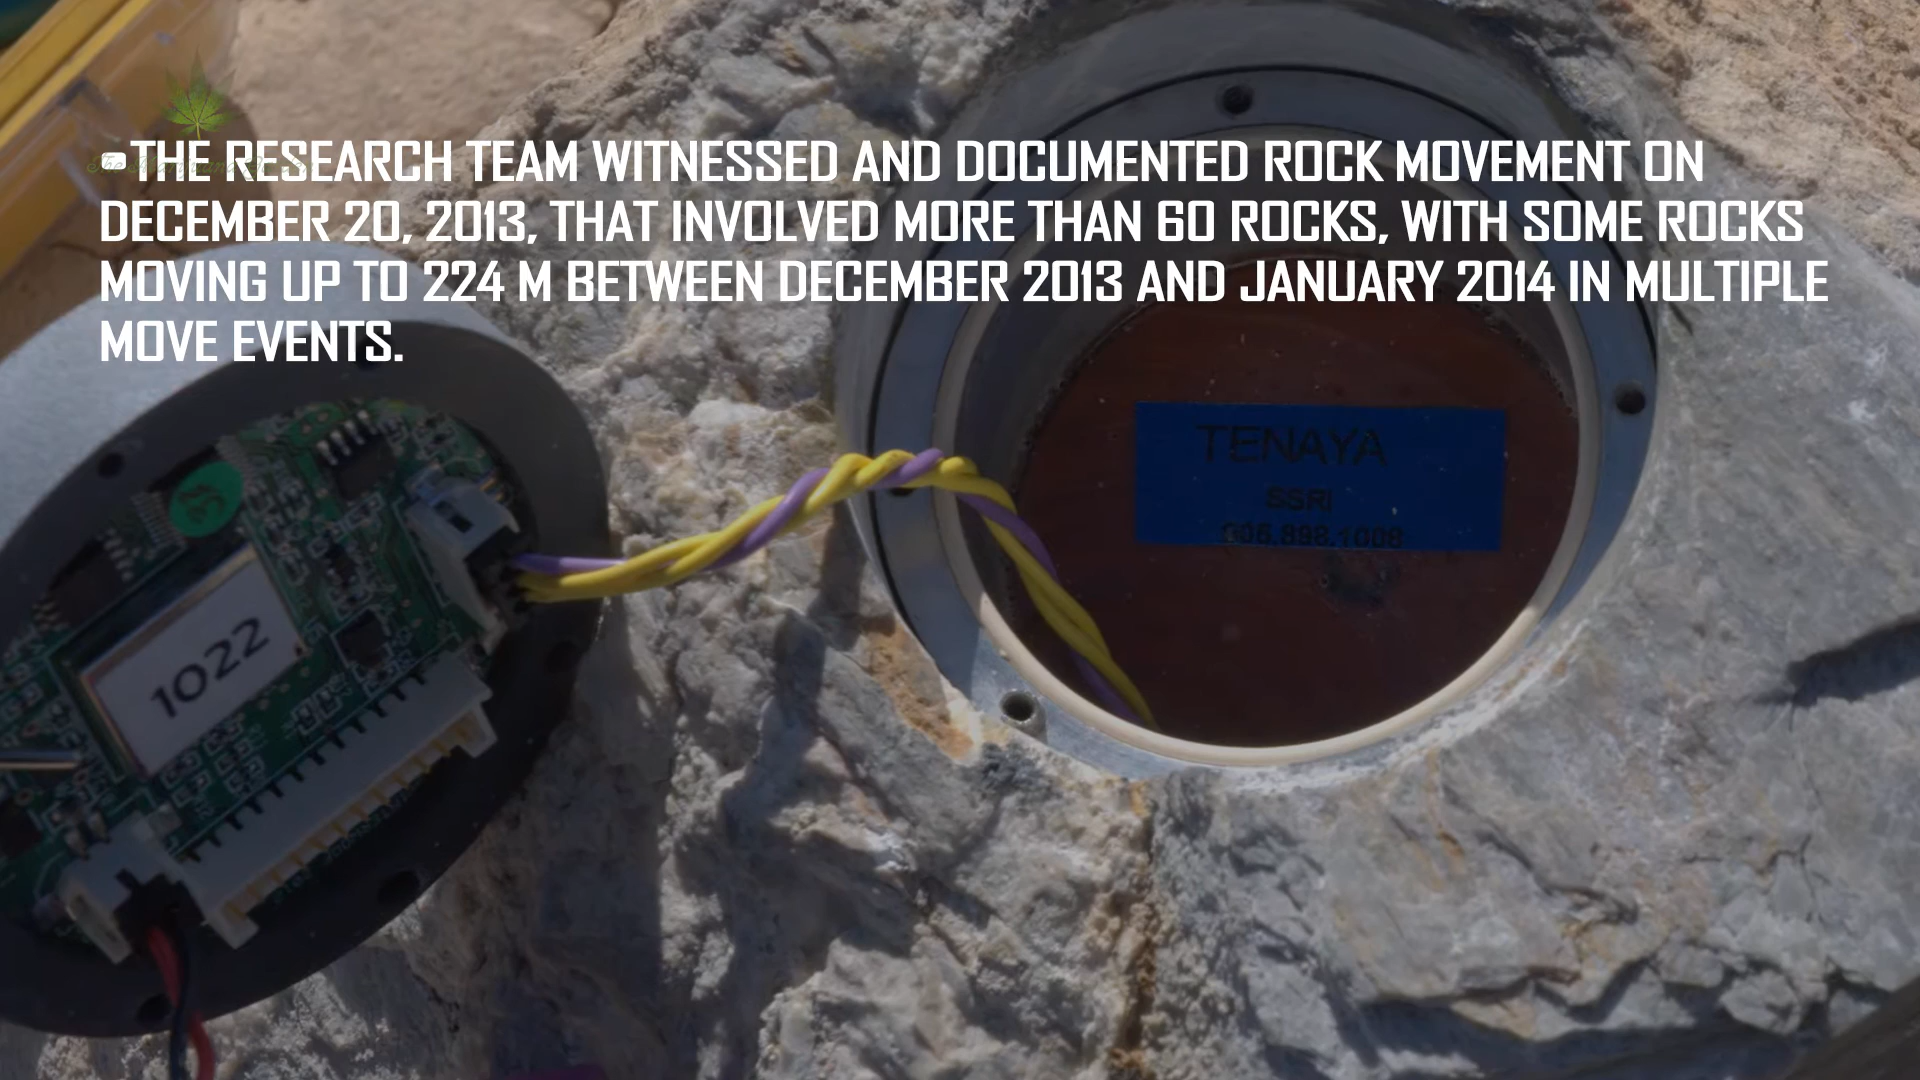 THE RESEARCH TEAM WITNESSED AND DOCUMENTED ROCK MOVEMENT ON
DECEMBER 20, 2013, THAT INVOLVED MORE THAN 60 ROCKS, WITH SOME ROCKS
MOVING UP TO 224 M BETWEEN DECEMBER 2013 AND JANUARY 2014 IN MULTIPLE
MOVE EVENTS.
TENAYA
SSRI
1022